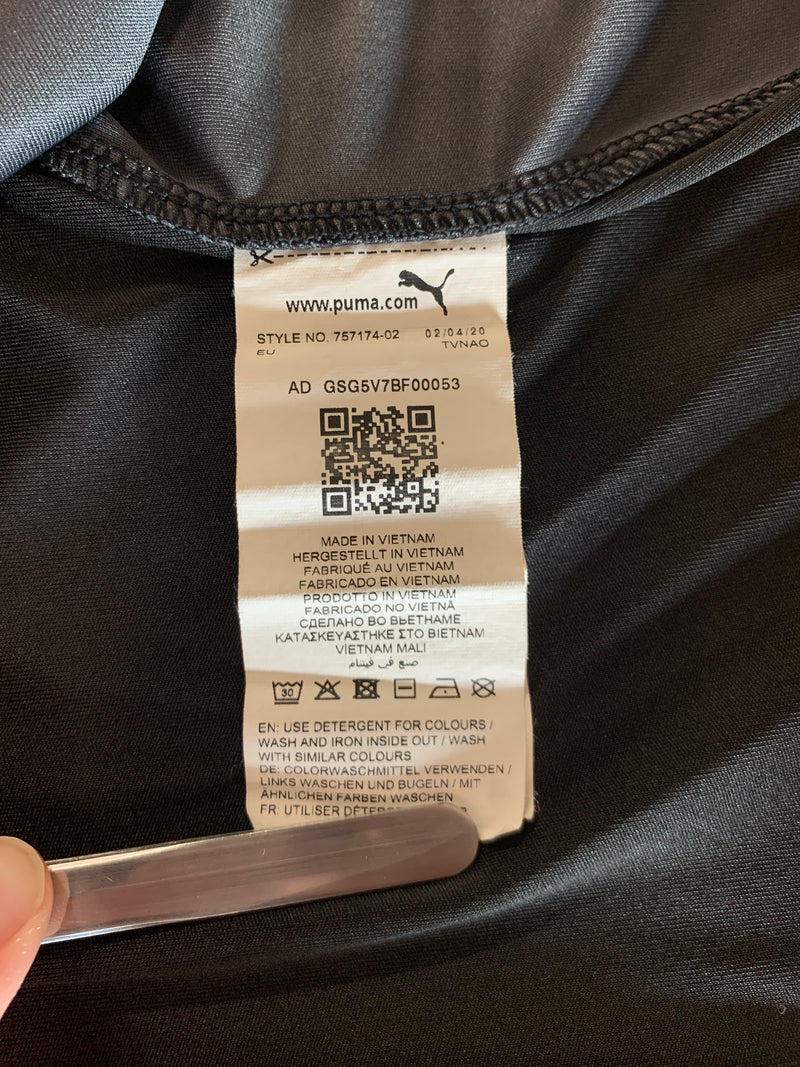 www.puma.com
STYLE NO. 757174-02 02/04/20
EU TVNAO
AD GSG5V7BF00053
MADE IN VIETNAM
HERGESTELLT IN VIETNAM
FABRIQUÉ AU VIETNAM
FABRICADO EN VIETNAM
PRODOTTO IN VIETNAM
FABRICADO NO VIETNÃ
СДЕЛАНО ВО ВЬЕТНАМЕ
ΚΑΤΑΣΚΕΥΑΣΤΗΚΕ ΣΤΟ ΒΙΕΤΝΑΜ
VİETNAM MALI
صنع في فيتنام
30
EN: USE DETERGENT FOR COLOURS /
WASH AND IRON INSIDE OUT / WASH
WITH SIMILAR COLOURS
DE: COLORWASCHMITTEL VERWENDEN /
LINKS WASCHEN UND BÜGELN / MIT
ÄHNLICHEN FARBEN WASCHEN
FR: UTILISER